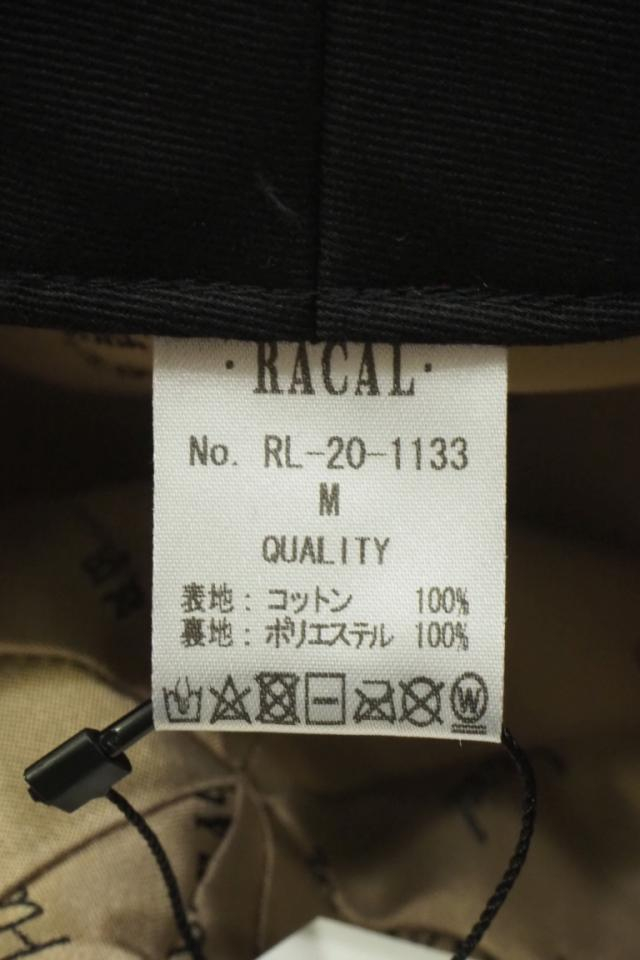 ・RACAL・
No. RL-20-1133
M
QUALITY
表地：コットン 100%
裏地：ポリエステル 100%
W